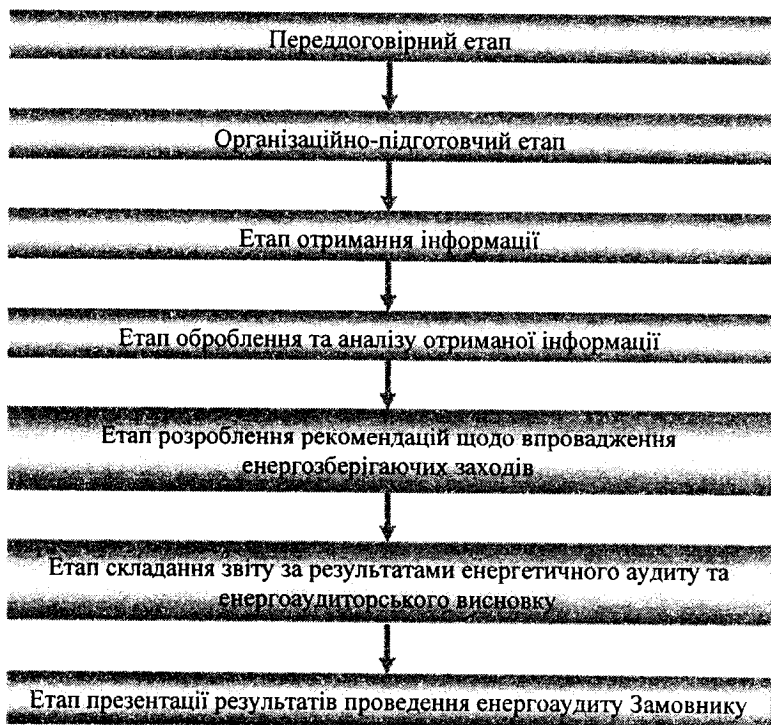 Переддоговірний етап
Організаційно-підготовчий етап
Етап отримання інформації
Етап оброблення та аналізу отриманої інформації
Етап розроблення рекомендацій щодо впровадження
енергозберігаючих заходів
Етап складання звіту за результатами енергетичного аудиту та
енергоаудиторського висновку
Етап презентації результатів проведення енергоаудиту Замовнику